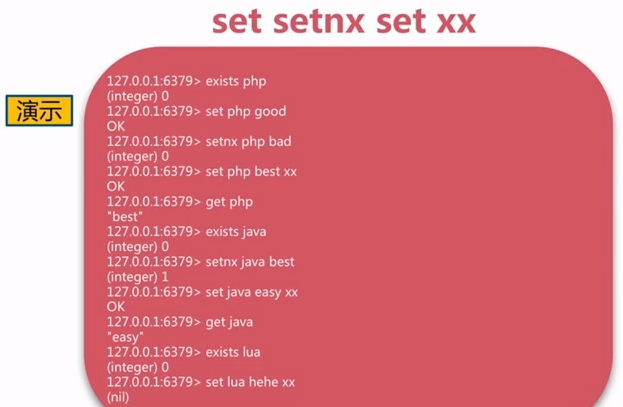 set setnx set xx
演示
127.0.0.1:6379> exists php
(integer) 0
127.0.0.1:6379> set php good
OK
127.0.0.1:6379> setnx php bad
(integer) 0
127.0.0.1:6379> set php best xx
OK
127.0.0.1:6379> get php
"best"
127.0.0.1:6379> exists java
(integer) 0
127.0.0.1:6379> setnx java best
(integer) 1
127.0.0.1:6379> set java easy xx
OK
127.0.0.1:6379> get java
"easy"
127.0.0.1:6379> exists lua
(integer) 0
127.0.0.1:6379> set lua hehe xx
(nil)